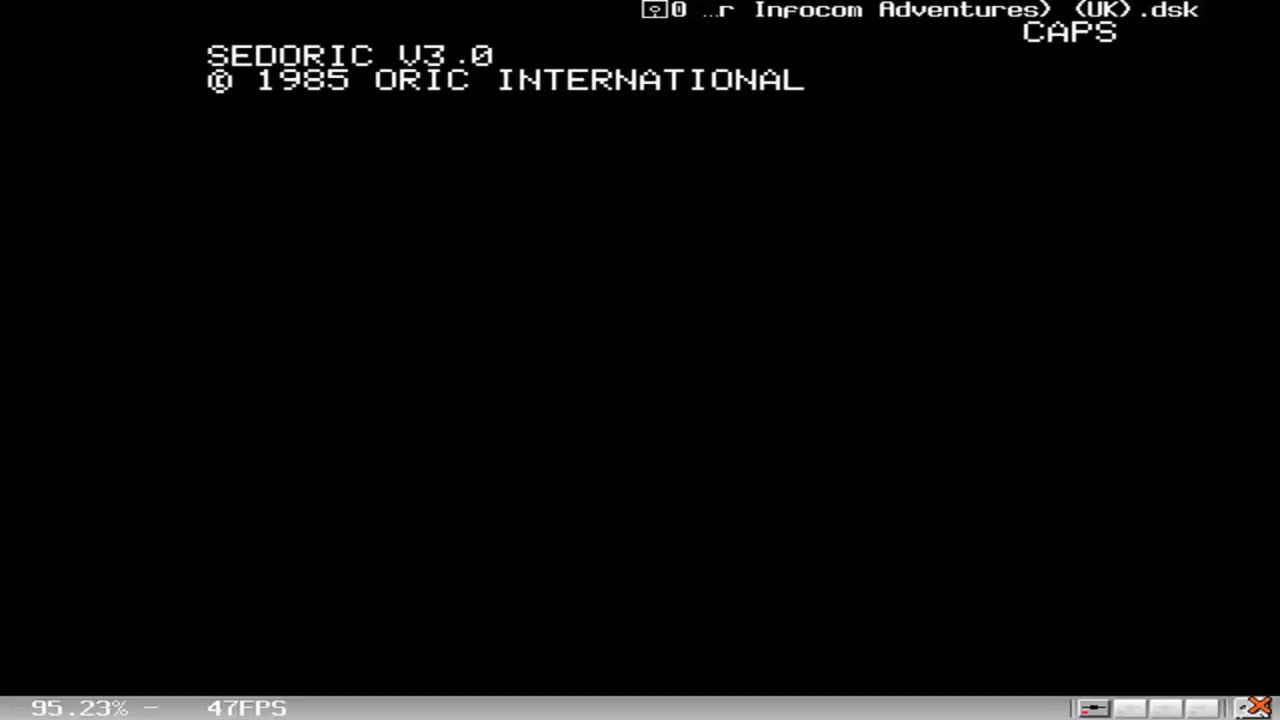 0 …r Infocom Adventures) (UK).dsk
CAPS
SEDORIC V3.0
© 1985 ORIC INTERNATIONAL
95.23% - 47FPS